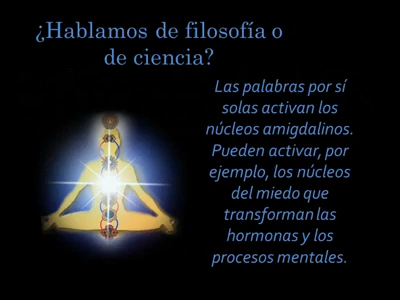 ¿Hablamos de filosofía o
de ciencia?
Las palabras por sí
solas activan los
núcleos amigdalinos.
Pueden activar, por
ejemplo, los núcleos
del miedo que
transforman las
hormonas y los
procesos mentales.